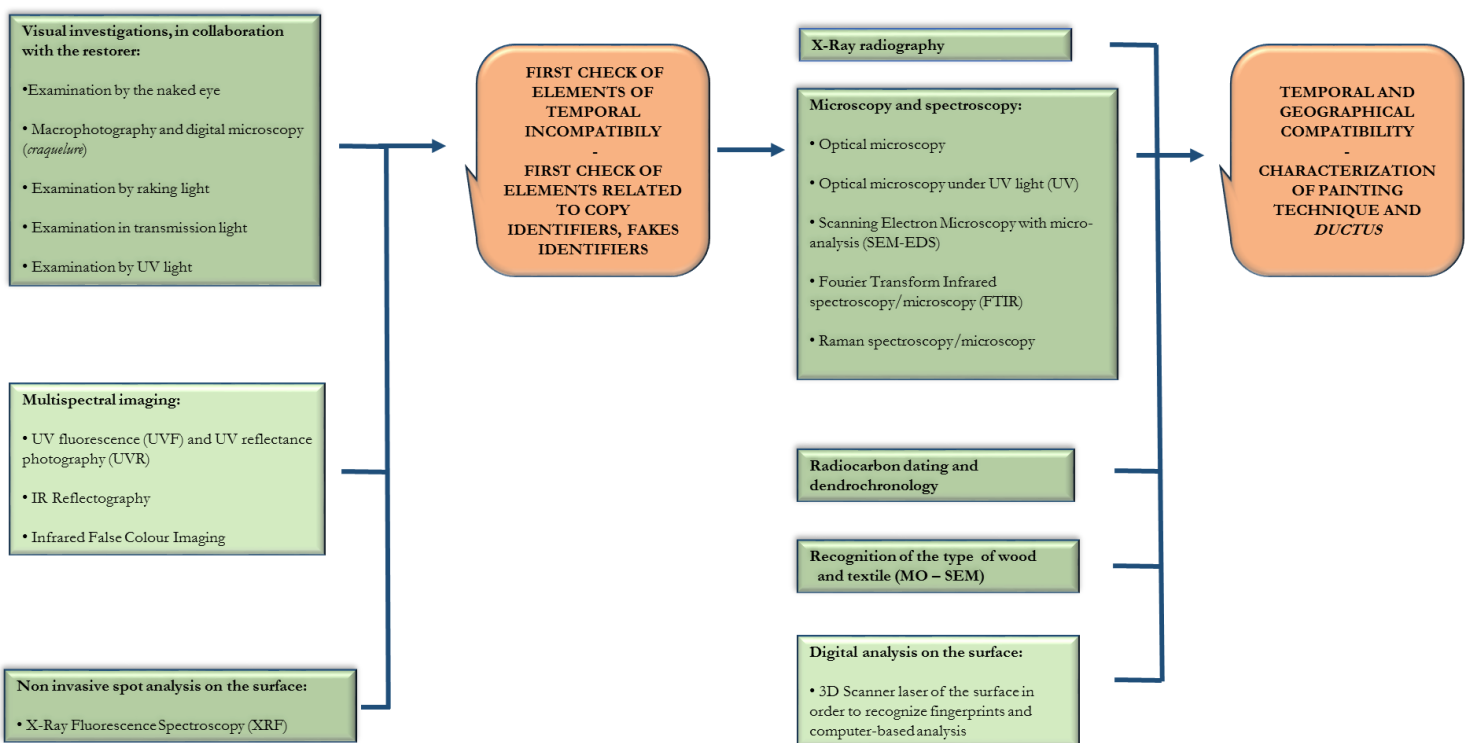 Visual investigations, in collaboration
with the restorer:
•Examination by the naked eye
• Macrophotography and digital microscopy
(craquelure)
• Examination by raking light
• Examination in transmission light
• Examination by UV light
Multispectral imaging:
• UV fluorescence (UVF) and UV reflectance
photography (UVR)
• IR Reflectography
• Infrared False Colour Imaging
Non invasive spot analysis on the surface:
• X-Ray Fluorescence Spectroscopy (XRF)
FIRST CHECK OF
ELEMENTS OF
TEMPORAL
INCOMPATIBILY
-
FIRST CHECK OF
ELEMENTS RELATED
TO COPY
IDENTIFIERS, FAKES
IDENTIFIERS
X-Ray radiography
Microscopy and spectroscopy:
• Optical microscopy
• Optical microscopy under UV light (UV)
• Scanning Electron Microscopy with micro-
analysis (SEM-EDS)
• Fourier Transform Infrared
spectroscopy/microscopy (FTIR)
• Raman spectroscopy/microscopy
Radiocarbon dating and
dendrochronology
Recognition of the type of wood
and textile (MO – SEM)
Digital analysis on the surface:
• 3D Scanner laser of the surface in
order to recognize fingerprints and
computer-based analysis
TEMPORAL AND
GEOGRAPHICAL
COMPATIBILITY
-
CHARACTERIZATION
OF PAINTING
TECHNIQUE AND
DUCTUS